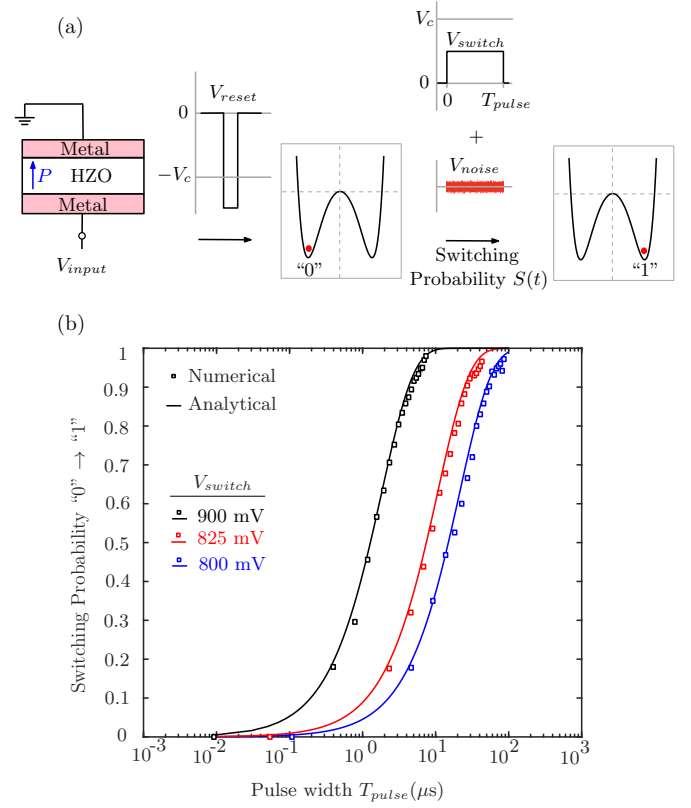 (a)
V_c
V_switch
0
0 T_pulse
V_reset
0
−V_c
+
V_noise
Metal
P HZO
Metal
V_input
“0”
Switching
Probability S(t)
“1”
(b)
1
0.9
0.8
0.7
0.6
0.5
0.4
0.3
0.2
0.1
0
Switching Probability “0” → “1”
Numerical
Analytical
V_switch
900 mV
825 mV
800 mV
10^-3 10^-2 10^-1 10^0 10^1 10^2 10^3
Pulse width T_pulse(μs)